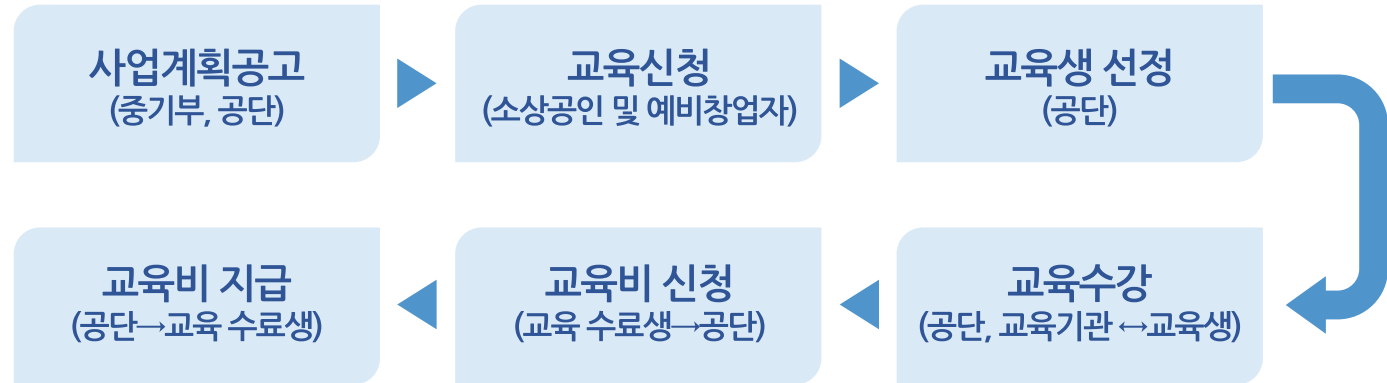 사업계획공고
(중기부, 공단)
교육신청
(소상공인 및 예비창업자)
교육생 선정
(공단)
교육수강
(공단, 교육기관 ↔교육생)
교육비 신청
(교육 수료생→공단)
교육비 지급
(공단→교육 수료생)